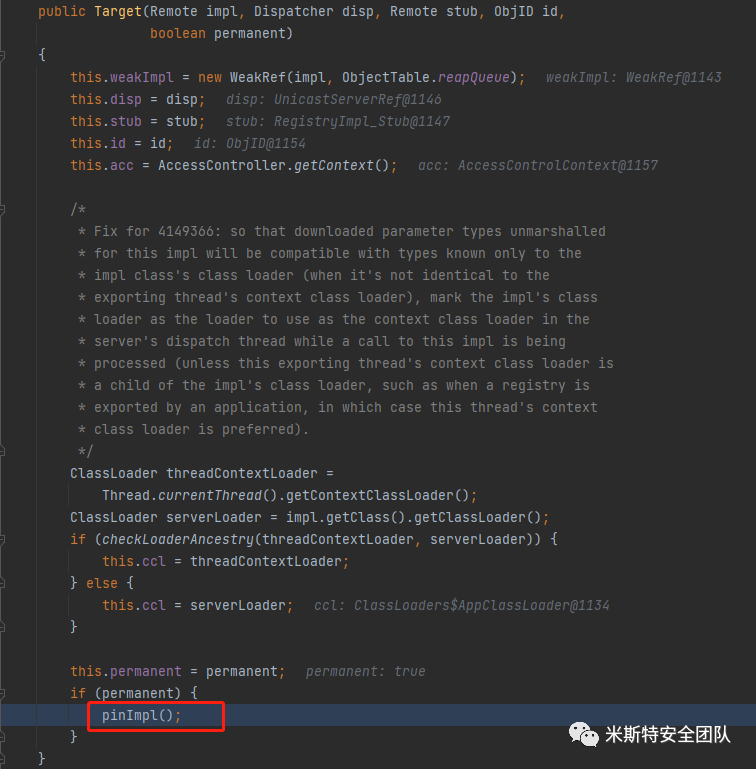 public Target(Remote impl, Dispatcher disp, Remote stub, ObjID id,
boolean permanent)
{
this.weakImpl = new WeakRef(impl, ObjectTable.reapQueue);   weakImpl: WeakRef@1143
this.disp = disp;   disp: UnicastServerRef@1146
this.stub = stub;   stub: RegistryImpl_Stub@1147
this.id = id;   id: ObjID@1154
this.acc = AccessController.getContext();   acc: AccessControlContext@1157
/*
* Fix for 4149366: so that downloaded parameter types unmarshalled
* for this impl will be compatible with types known only to the
* impl class's class loader (when it's not identical to the
* exporting thread's context class loader), mark the impl's class
* loader as the loader to use as the context class loader in the
* server's dispatch thread while a call to this impl is being
* processed (unless this exporting thread's context class loader is
* a child of the impl's class loader, such as when a registry is
* exported by an application, in which case this thread's context
* class loader is preferred).
*/
ClassLoader threadContextLoader =
Thread.currentThread().getContextClassLoader();
ClassLoader serverLoader = impl.getClass().getClassLoader();
if (checkLoaderAncestry(threadContextLoader, serverLoader)) {
this.ccl = threadContextLoader;
} else {
this.ccl = serverLoader;   ccl: ClassLoaders$AppClassLoader@1134
}
this.permanent = permanent;   permanent: true
if (permanent) {
pinImpl();
}
}
米斯特安全团队